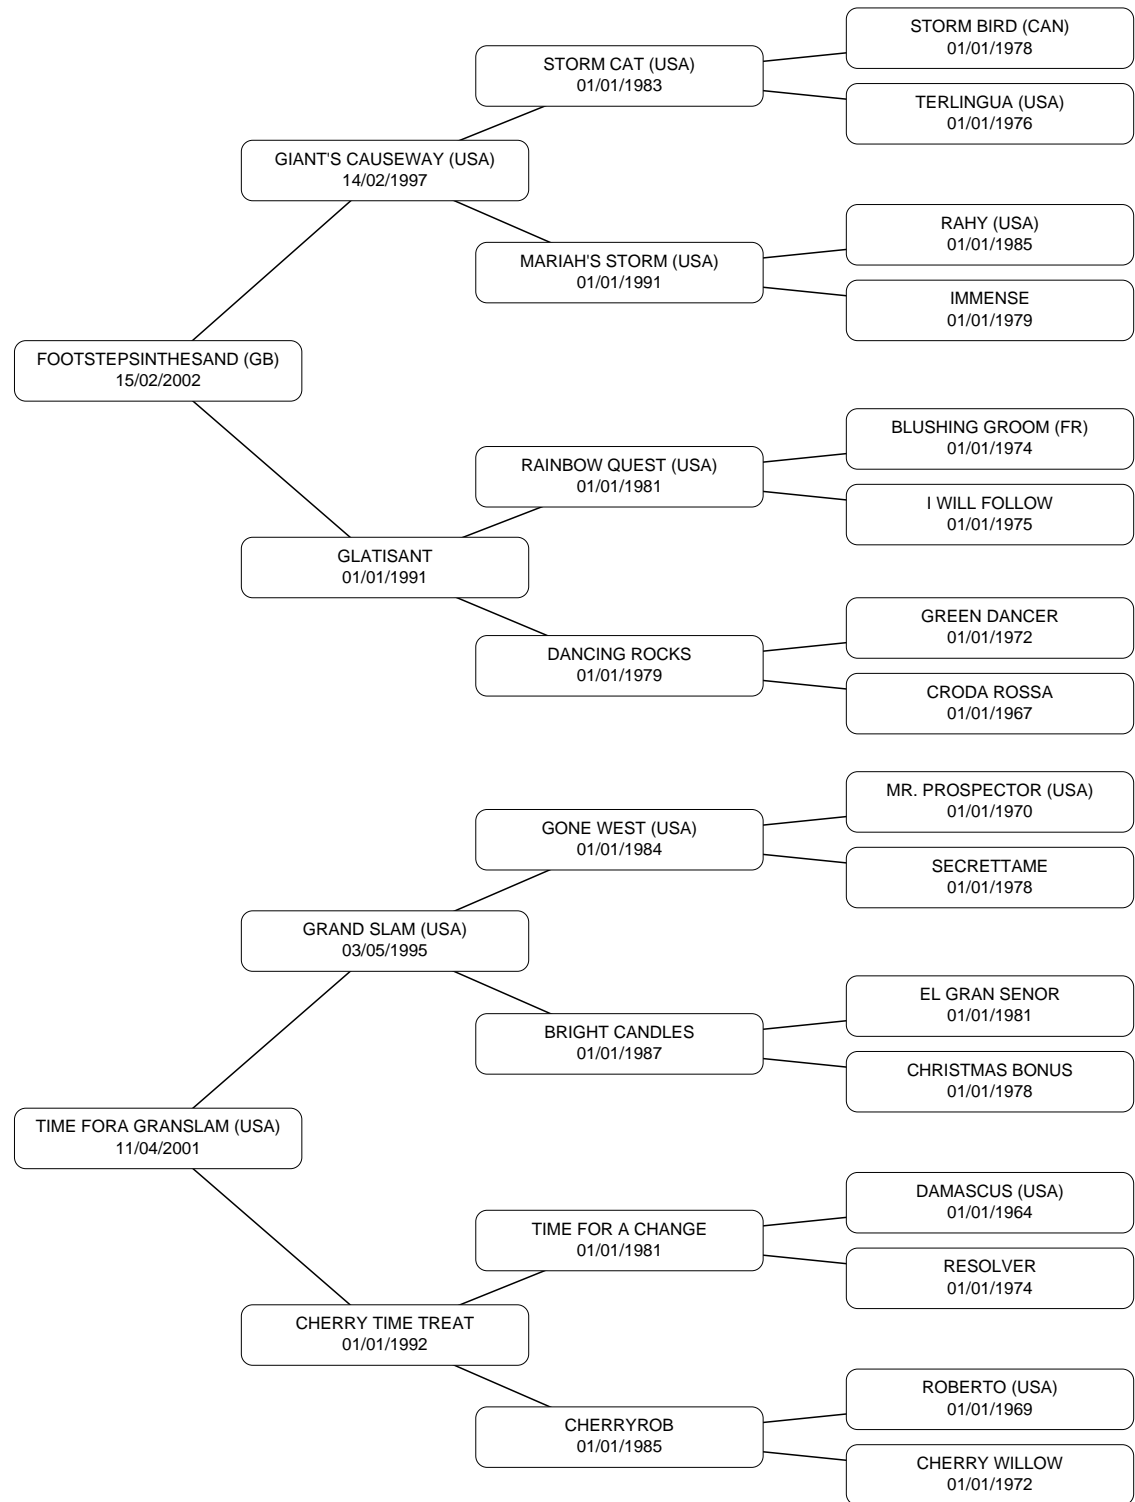 STORM BIRD (CAN)
01/01/1978
STORM CAT (USA)
01/01/1983
TERLINGUA (USA)
01/01/1976
GIANT'S CAUSEWAY (USA)
14/02/1997
RAHY (USA)
01/01/1985
MARIAH'S STORM (USA)
01/01/1991
IMMENSE
01/01/1979
FOOTSTEPSINTHESAND (GB)
15/02/2002
BLUSHING GROOM (FR)
01/01/1974
RAINBOW QUEST (USA)
01/01/1981
I WILL FOLLOW
01/01/1975
GLATISANT
01/01/1991
GREEN DANCER
01/01/1972
DANCING ROCKS
01/01/1979
CRODA ROSSA
01/01/1967
MR. PROSPECTOR (USA)
01/01/1970
GONE WEST (USA)
01/01/1984
SECRETTAME
01/01/1978
GRAND SLAM (USA)
03/05/1995
EL GRAN SENOR
01/01/1981
BRIGHT CANDLES
01/01/1987
CHRISTMAS BONUS
01/01/1978
TIME FORA GRANSLAM (USA)
11/04/2001
DAMASCUS (USA)
01/01/1964
TIME FOR A CHANGE
01/01/1981
RESOLVER
01/01/1974
CHERRY TIME TREAT
01/01/1992
ROBERTO (USA)
01/01/1969
CHERRYROB
01/01/1985
CHERRY WILLOW
01/01/1972